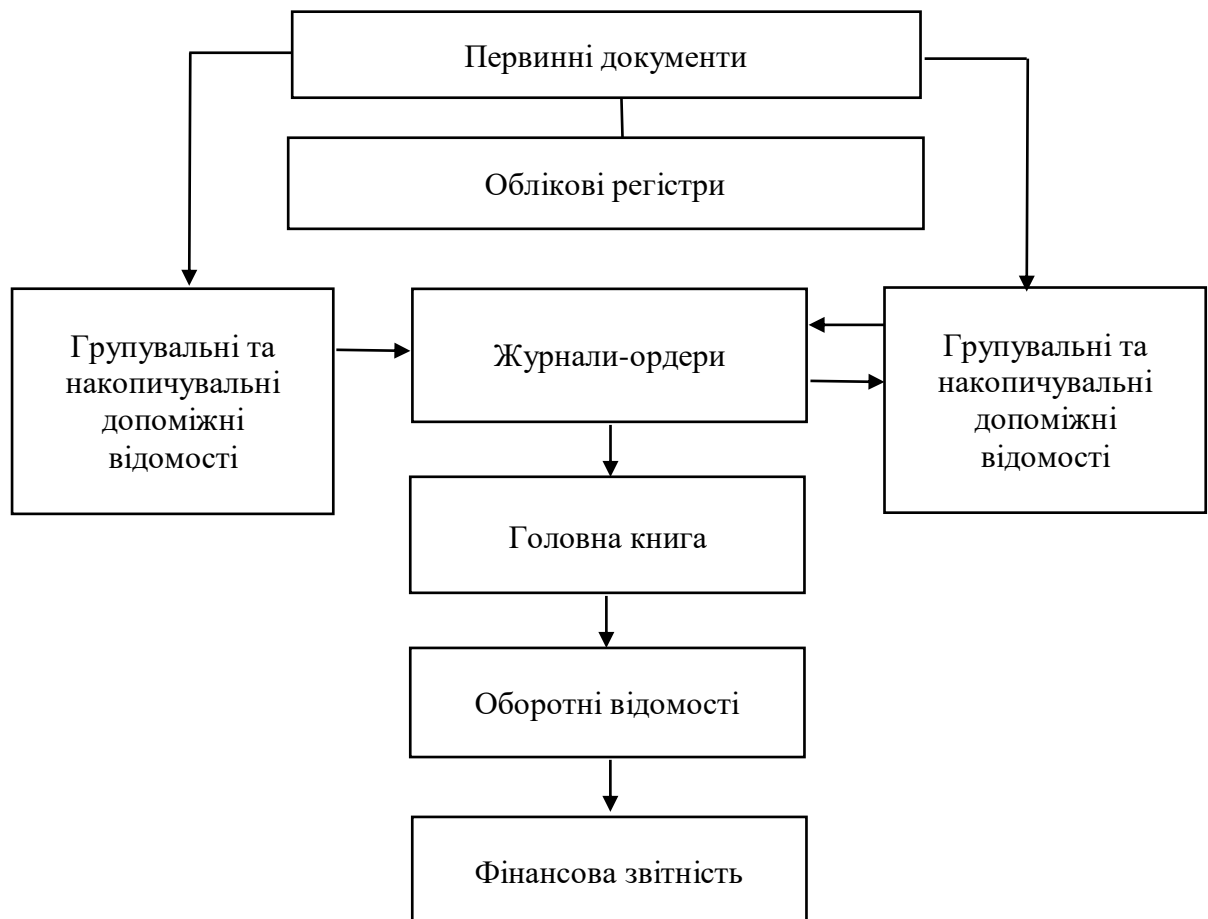 Первинні документи
Облікові регістри
Групувальні та
накопичувальні
допоміжні
відомості
Журнали-ордери
Групувальні та
накопичувальні
допоміжні
відомості
Головна книга
Оборотні відомості
Фінансова звітність